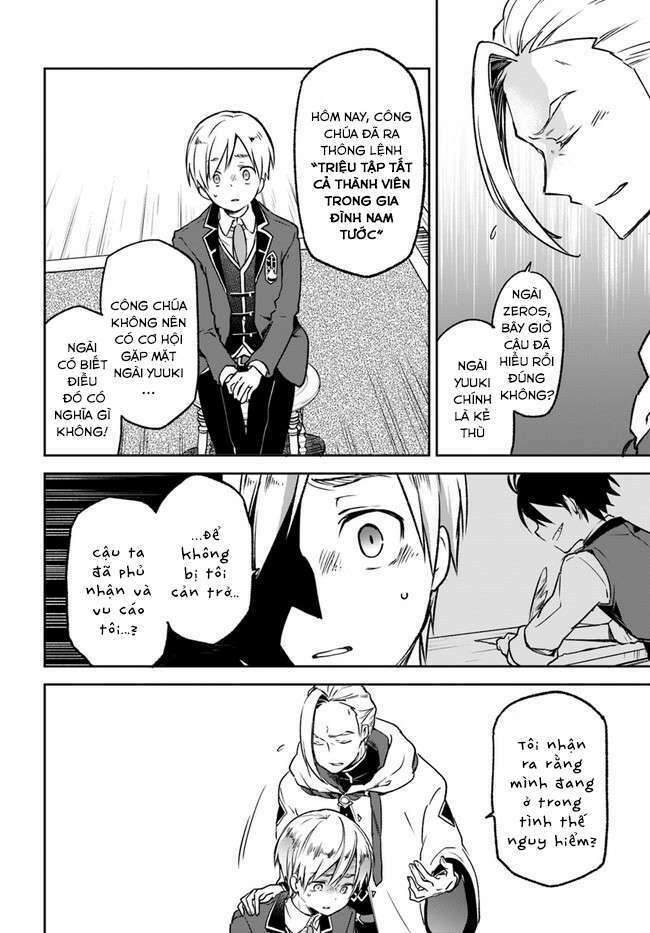 HÔM NAY, CÔNG
CHÚA ĐÃ RA
THÔNG LỆNH
“TRIỆU TẬP TẤT
CẢ THÀNH VIÊN
TRONG GIA
ĐÌNH NAM
TƯỚC”
CÔNG CHÚA
KHÔNG NÊN
CÓ CƠ HỘI
GẶP MẶT
NGÀI YUUKI
...
NGÀI
CÓ BIẾT
ĐIỀU
ĐÓ CÓ
NGHĨA GÌ
KHÔNG!
NGÀI
ZEROS,
BÂY GIỜ
CẬU ĐÃ
HIỂU RỒI
ĐÚNG
KHÔNG?
NGÀI
YUUKI
CHÍNH
LÀ KẺ
THÙ
...Để
không
bị tôi
cản trở...
cậu ta
đã phủ
nhận và
vu cáo
tôi...?
Tôi nhận
ra rằng
mình đang
ở trong
tình thế
nguy hiểm?